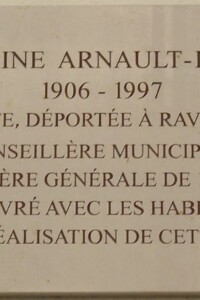 INE ARNAULT-
1906 - 1997
E, DÉPORTÉE À RAV
NSEILLÈRE MUNICIP
ÈRE GÉNÉRALE DE
VRÉ AVEC LES HAB
ÉALISATION DE CET